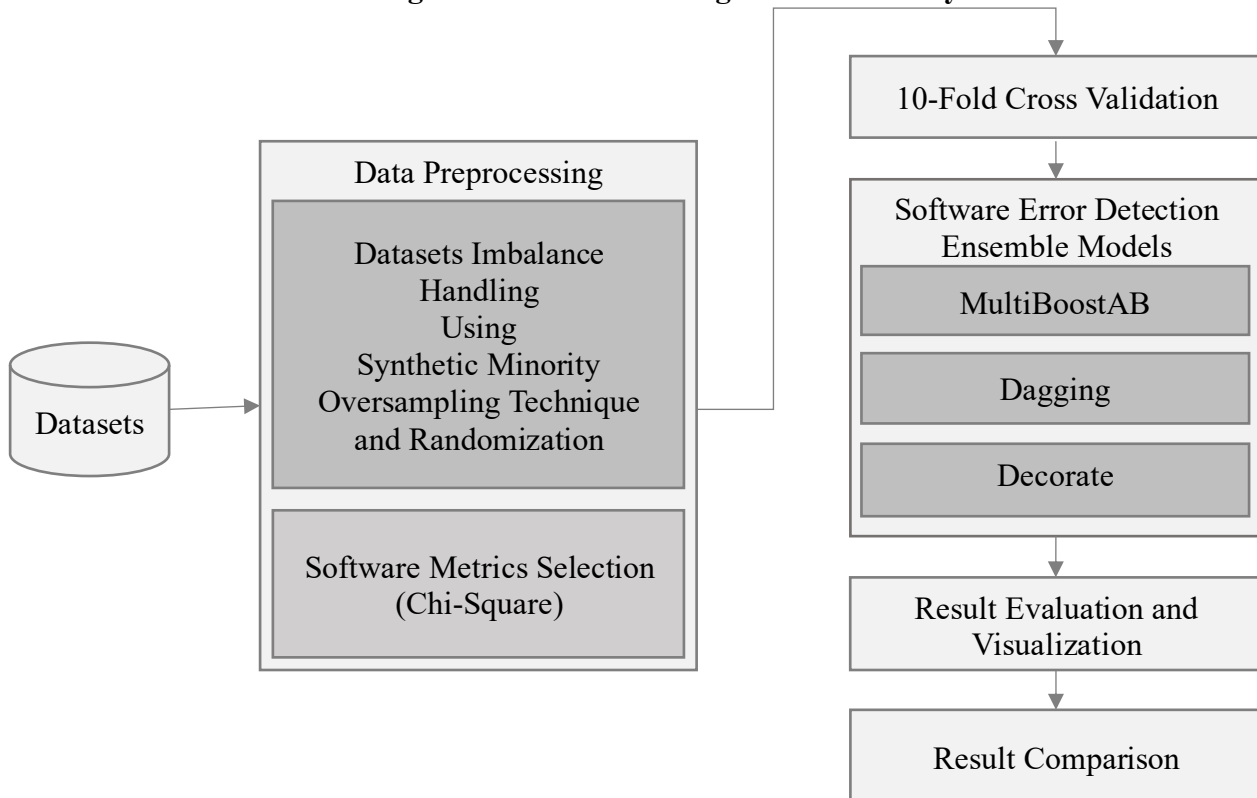 Datasets
Data Preprocessing
Datasets Imbalance
Handling
Using
Synthetic Minority
Oversampling Technique
and Randomization
Software Metrics Selection
(Chi-Square)
10-Fold Cross Validation
Software Error Detection
Ensemble Models
MultiBoostAB
Dagging
Decorate
Result Evaluation and
Visualization
Result Comparison